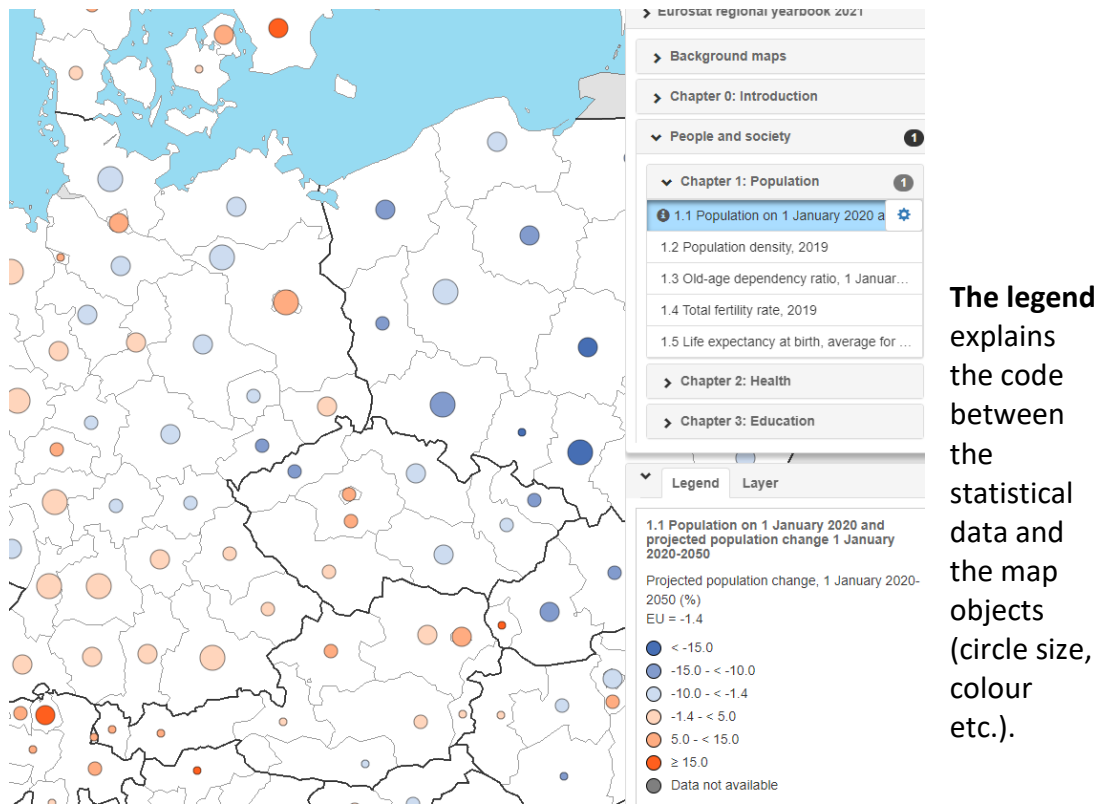 Eurostat regional yearbook 2021
Background maps
Chapter 0: Introduction
People and society 1
Chapter 1: Population 1
1.1 Population on 1 January 2020 a
1.2 Population density, 2019
1.3 Old-age dependency ratio, 1 Januar...
1.4 Total fertility rate, 2019
1.5 Life expectancy at birth, average for ...
Chapter 2: Health
Chapter 3: Education
Legend Layer
1.1 Population on 1 January 2020 and
projected population change 1 January
2020-2050
Projected population change, 1 January 2020-
2050 (%)
EU = -1.4
< -15.0
-15.0 - < -10.0
-10.0 - < -1.4
-1.4 - < 5.0
5.0 - < 15.0
≥ 15.0
Data not available
The legend
explains
the code
between
the
statistical
data and
the map
objects
(circle size,
colour
etc.).